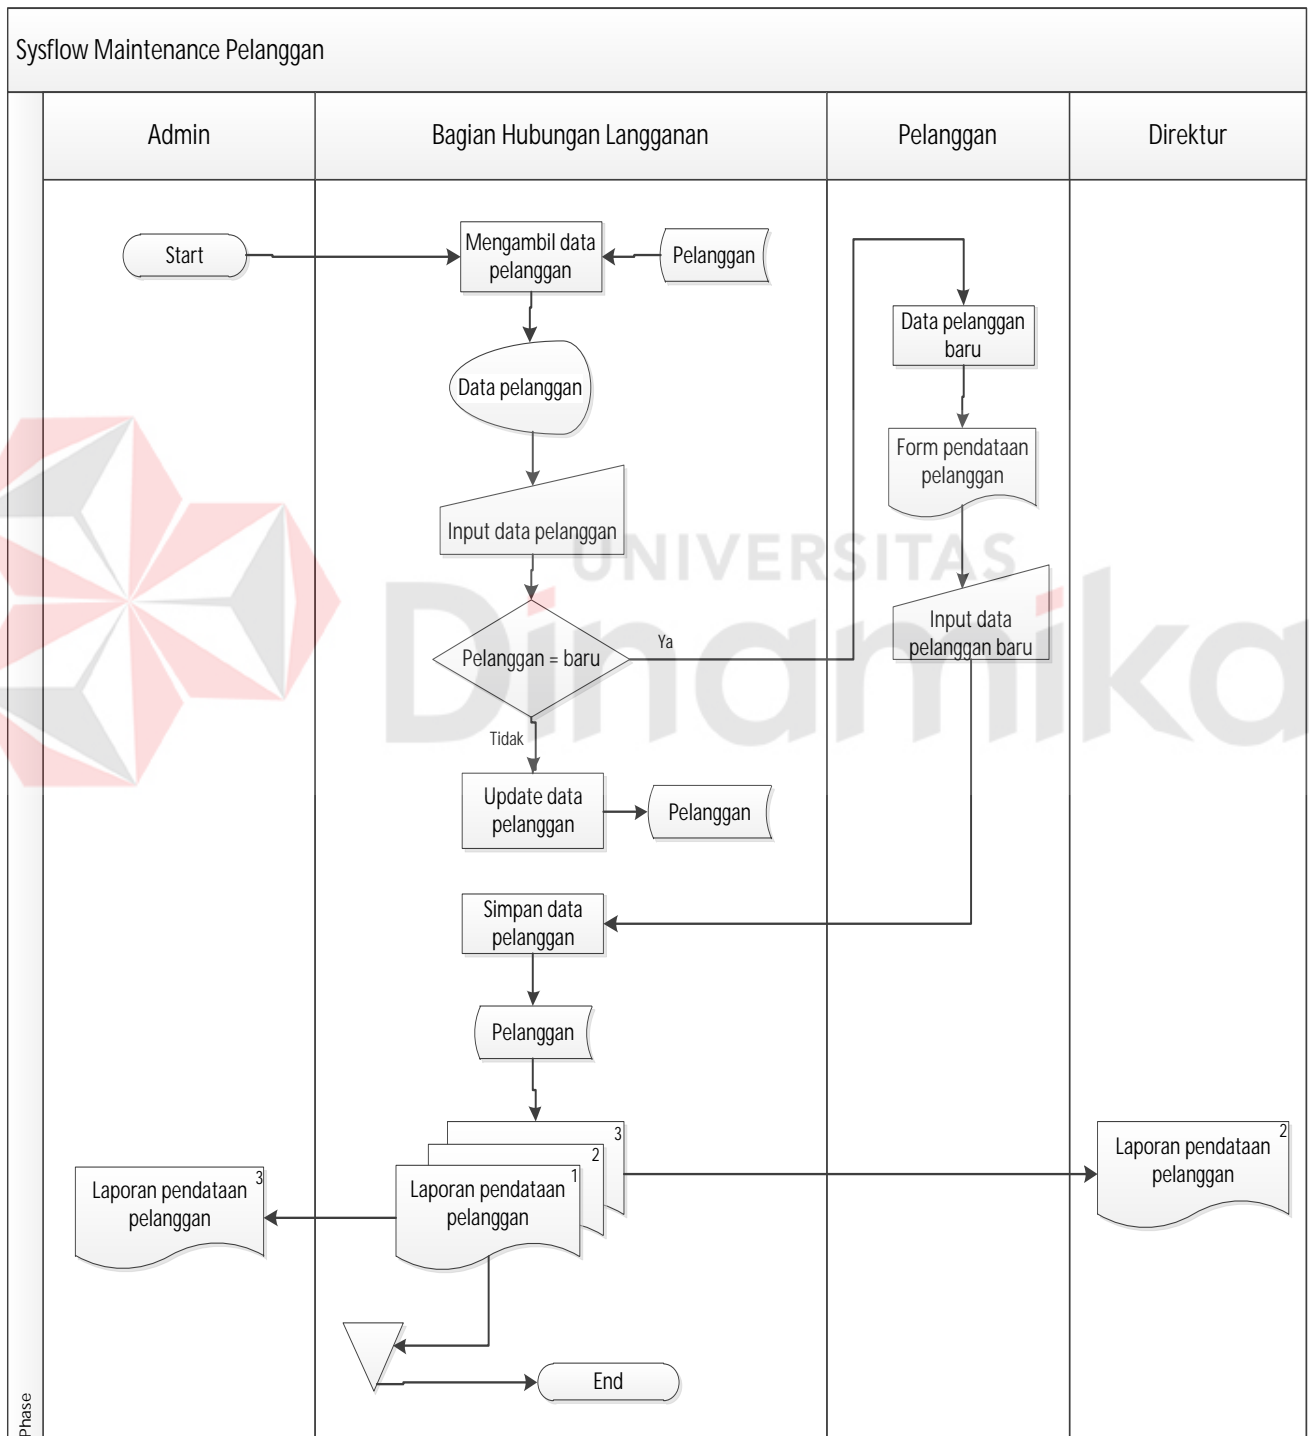 Sysflow Maintenance Pelanggan
Admin
Bagian Hubungan Langganan
Pelanggan
Direktur
Start
Mengambil data
pelanggan
Pelanggan
Data pelanggan
baru
Data pelanggan
Form pendataan
pelanggan
Input data pelanggan
UNIVERSITAS
Dinamika
Input data
pelanggan baru
Pelanggan = baru
Ya
Tidak
Update data
pelanggan
Pelanggan
Simpan data
pelanggan
Pelanggan
3
2
1
Laporan pendataan
pelanggan
3
Laporan pendataan
pelanggan
2
Laporan pendataan
pelanggan
End
Phase